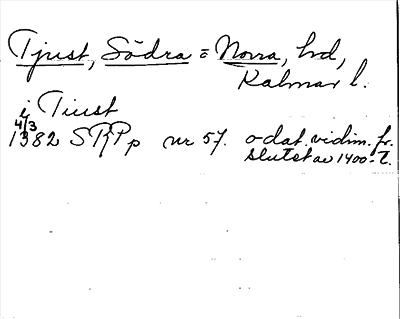 Tjust, Södra o Norra, hd,
Kalmar l.
i Tiust
4/3
1382 SRPp nr 57. odat. vidim. fr.
slutet av 1400-t.